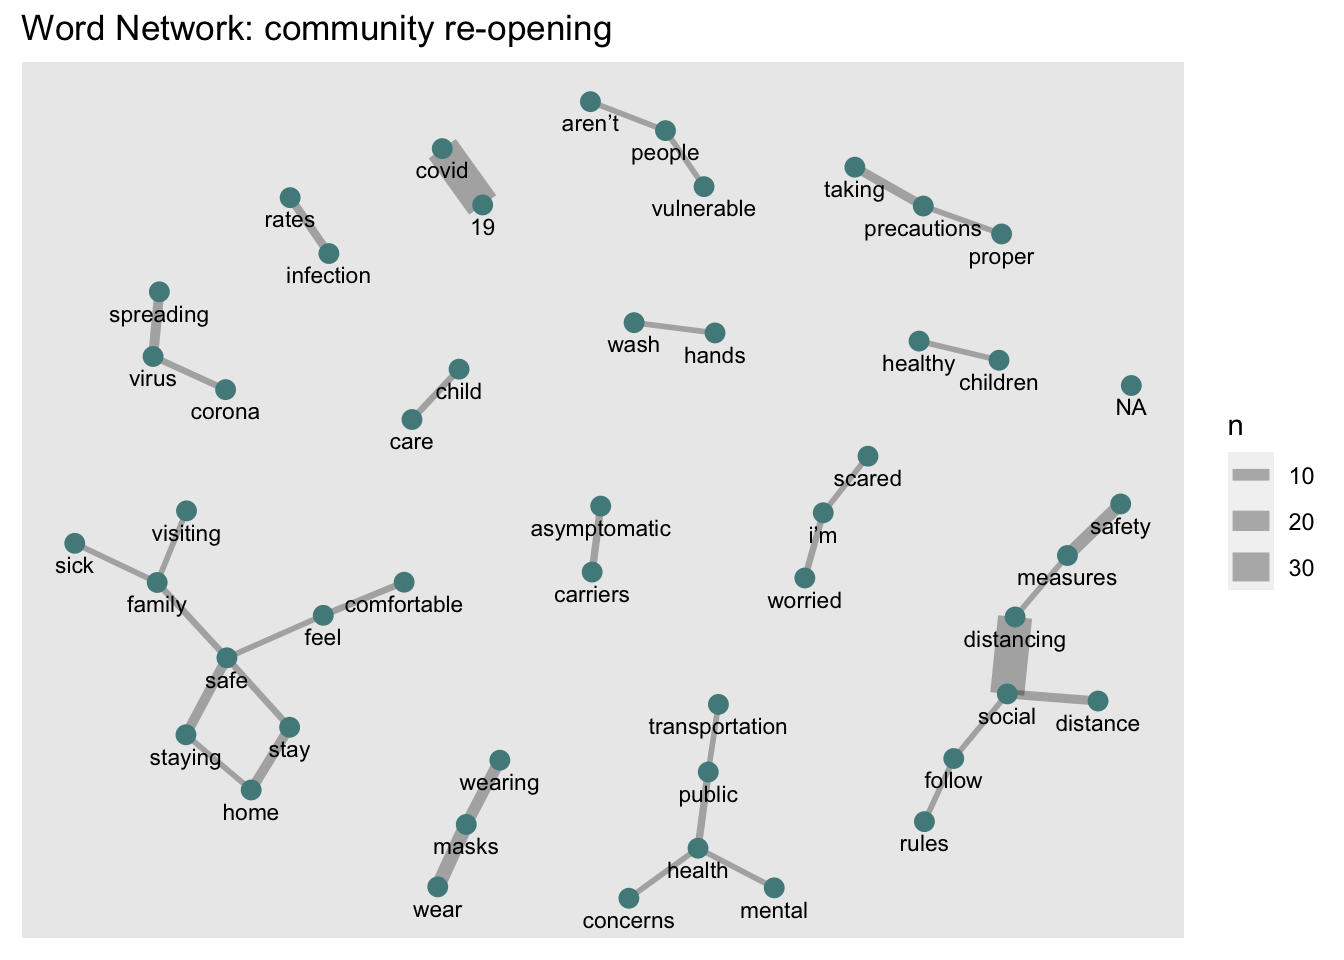 Word Network: community re-opening
aren’t
people
covid
taking
vulnerable
rates
19
precautions
proper
infection
spreading
wash
hands
healthy
virus
children
child
corona
NA
care
n
scared
10
visiting
asymptomatic
safety
20
i’m
sick
measures
30
carriers
worried
family
comfortable
feel
distancing
safe
social
distance
transportation
staying
stay
wearing
follow
public
home
masks
rules
health
wear
mental
concerns